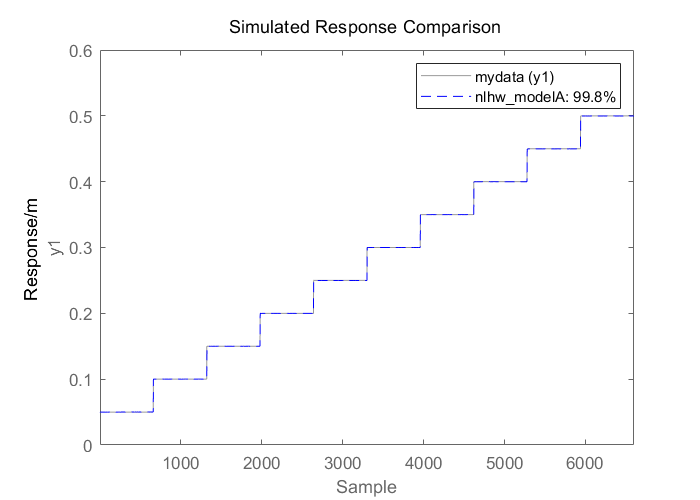 Simulated Response Comparison
mydata (y1)
nlhw_modelA: 99.8%
0.6
0.5
0.4
0.3
0.2
0.1
0
Response/m
y1
1000 2000 3000 4000 5000 6000
Sample